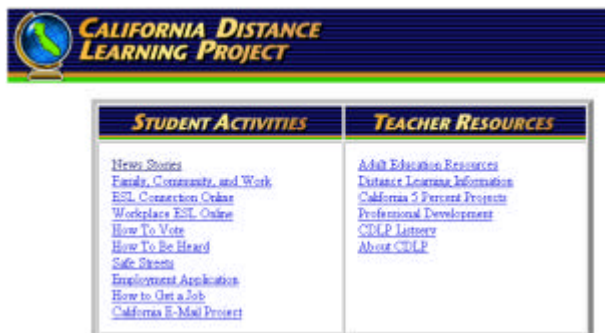 CALIFORNIA DISTANCE
LEARNING PROJECT
STUDENT ACTIVITIES
News Stories
Family, Community, and Work
ESL Connection Online
Workplace ESL Online
How To Vote
How To Be Heard
Safe Streets
Employment Application
How to Get a Job
California E-Mail Project
TEACHER RESOURCES
Adult Education Resources
Distance Learning Information
California 5 Percent Projects
Professional Development
CDLP Listserv
About CDLP